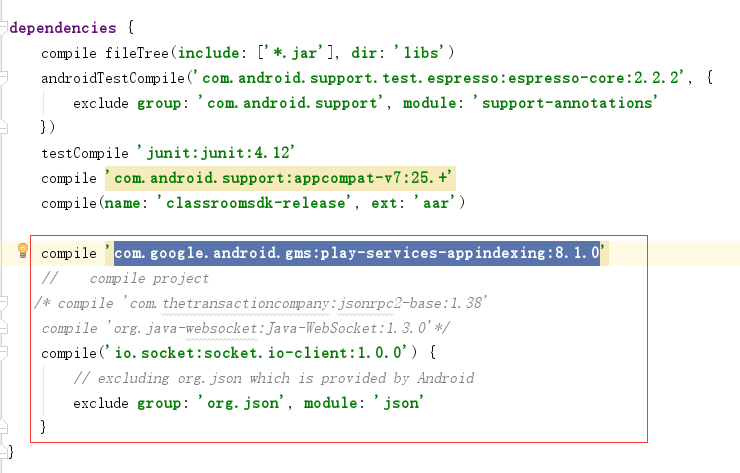 dependencies {
compile fileTree(include: ['*.jar'], dir: 'libs')
androidTestCompile('com.android.support.test.espresso:espresso-core:2.2.2', {
exclude group: 'com.android.support', module: 'support-annotations'
})
testCompile 'junit:junit:4.12'
compile 'com.android.support:appcompat-v7:25.+'
compile(name: 'classroomsdk-release', ext: 'aar')
compile 'com.google.android.gms:play-services-appindexing:8.1.0'
// compile project
/* compile 'com.thetransactioncompany:jsonrpc2-base:1.38'
compile 'org.java-websocket:Java-WebSocket:1.3.0'*/
compile('io.socket:socket.io-client:1.0.0') {
// excluding org.json which is provided by Android
exclude group: 'org.json', module: 'json'
}
}